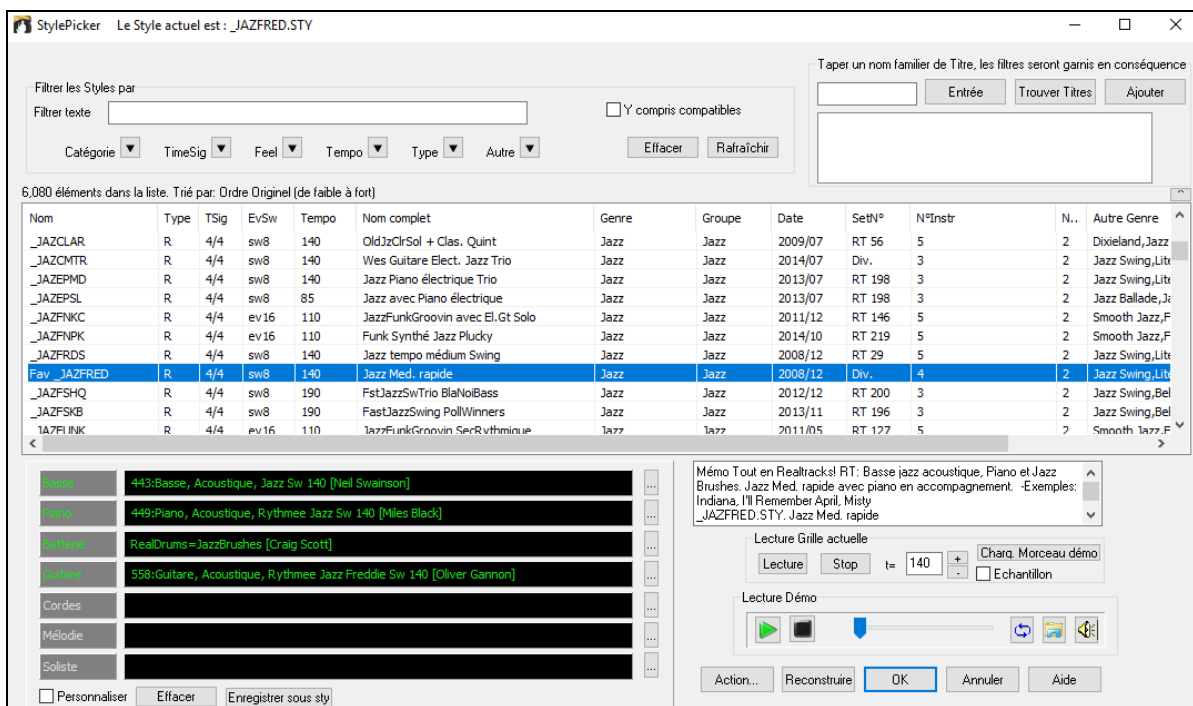 StylePicker Le Style actuel est : _JAZFRED.STY
Taper un nom familier de Titre, les filtres seront garnis en conséquence
Entrée Trouver Titres Ajouter
Filtrer les Styles par
Filtrer texte
Y compris compatibles
Catégorie TimeSig Feel Tempo Type Autre Effacer Rafraîchir
6,080 éléments dans la liste. Trié par: Ordre Originel (de faible à fort)
Nom Type TSig EvSw Tempo Nom complet Genre Groupe Date SetN° N°Instr N... Autre Genre
_JAZCLAR R 4/4 sw8 140 OldJzClrSol + Clas. Quint Jazz Jazz 2009/07 RT 56 5 2 Dixieland,Jazz
_JAZCMTR R 4/4 sw8 140 Wes Guitare Elect. Jazz Trio Jazz Jazz 2014/07 Div. 3 2 Jazz Swing,Lite
_JAZEPMD R 4/4 sw8 140 Jazz Piano électrique Trio Jazz Jazz 2013/07 RT 198 3 2 Jazz Swing,Lite
_JAZEPSL R 4/4 sw8 85 Jazz avec Piano électrique Jazz Jazz 2013/07 RT 198 3 2 Jazz Ballade,Ja
_JAZFNKC R 4/4 ev16 110 JazzFunkGroovin avec El.Gt Solo Jazz Jazz 2011/12 RT 146 5 2 Smooth Jazz,F
_JAZFNPK R 4/4 ev16 110 Funk Synthé Jazz Plucky Jazz Jazz 2014/10 RT 219 5 2 Smooth Jazz,F
_JAZFRDS R 4/4 sw8 140 Jazz tempo médium Swing Jazz Jazz 2008/12 RT 29 5 2 Jazz Swing,Lite
Fav _JAZFRED R 4/4 sw8 140 Jazz Med. rapide Jazz Jazz 2008/12 Div. 4 2 Jazz Swing,Lite
_JAZFSHQ R 4/4 sw8 190 FstJazzSwTrio BlaNoiBass Jazz Jazz 2012/12 RT 200 3 2 Jazz Swing,Bel
_JAZFSKB R 4/4 sw8 190 FastJazzSwing PollWinners Jazz Jazz 2013/11 RT 196 3 2 Jazz Swing,Bel
_JAZFUNK R 4/4 ev16 110 JazzFunkGroovin SecRythmique Jazz Jazz 2011/05 RT 127 5 2 Smooth Jazz,F
Basse 443:Basse, Acoustique, Jazz Sw 140 [Neil Swainson] ...
Piano 449:Piano, Acoustique, Rythmee Jazz Sw 140 [Miles Black] ...
Batterie RealDrums=JazzBrushes [Craig Scott] ...
Guitare 558:Guitare, Acoustique, Rythmee Jazz Freddie Sw 140 [Oliver Gannon] ...
Cordes ...
Mélodie ...
Soliste ...
Personnaliser Effacer Enregistrer sous sty
Mémo Tout en Realtracks! RT: Basse jazz acoustique, Piano et Jazz
Brushes. Jazz Med. rapide avec piano en accompagnement. -Exemples:
Indiana, I'll Remember April, Misty
_JAZFRED.STY. Jazz Med. rapide
Lecture Grille actuelle
Lecture Stop t= 140 + - Charg. Morceau démo
Echantillon
Lecture Démo
Action... Reconstruire OK Annuler Aide